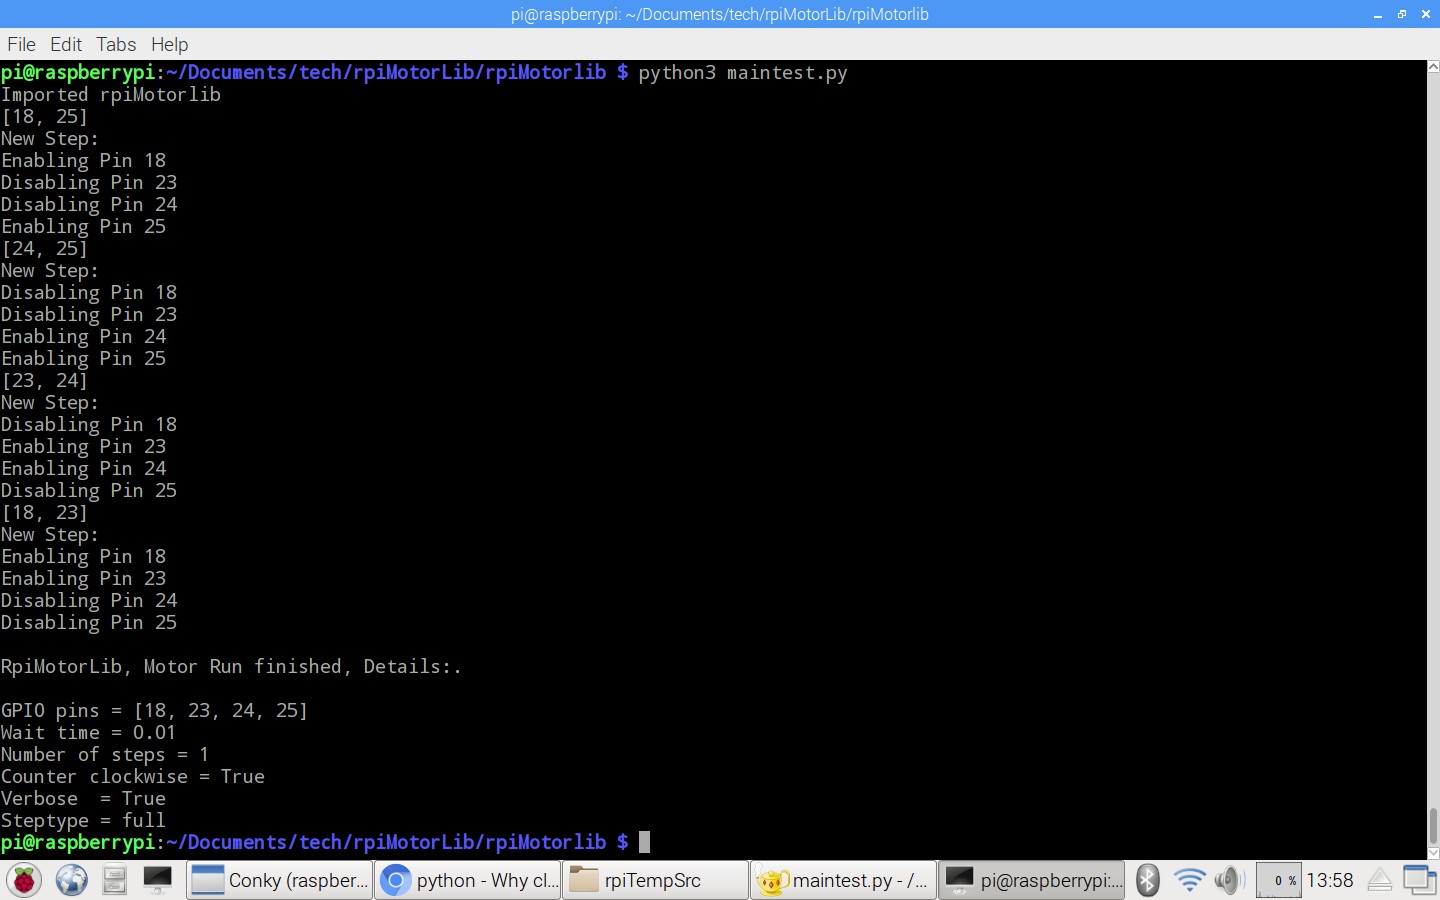 pi@raspberrypi: ~/Documents/tech/rpiMotorLib/rpiMotorlib
File Edit Tabs Help
pi@raspberrypi:~/Documents/tech/rpiMotorLib/rpiMotorlib $ python3 maintest.py
Imported rpiMotorlib
[18, 25]
New Step:
Enabling Pin 18
Disabling Pin 23
Disabling Pin 24
Enabling Pin 25
[24, 25]
New Step:
Disabling Pin 18
Disabling Pin 23
Enabling Pin 24
Enabling Pin 25
[23, 24]
New Step:
Disabling Pin 18
Enabling Pin 23
Enabling Pin 24
Disabling Pin 25
[18, 23]
New Step:
Enabling Pin 18
Enabling Pin 23
Disabling Pin 24
Disabling Pin 25
RpiMotorLib, Motor Run finished, Details:.
GPIO pins = [18, 23, 24, 25]
Wait time = 0.01
Number of steps = 1
Counter clockwise = True
Verbose  = True
Steptype = full
pi@raspberrypi:~/Documents/tech/rpiMotorLib/rpiMotorlib $
Conky (raspber... python - Why cl... rpiTempSrc maintest.py - /... pi@raspberrypi:... 0 % 13:58